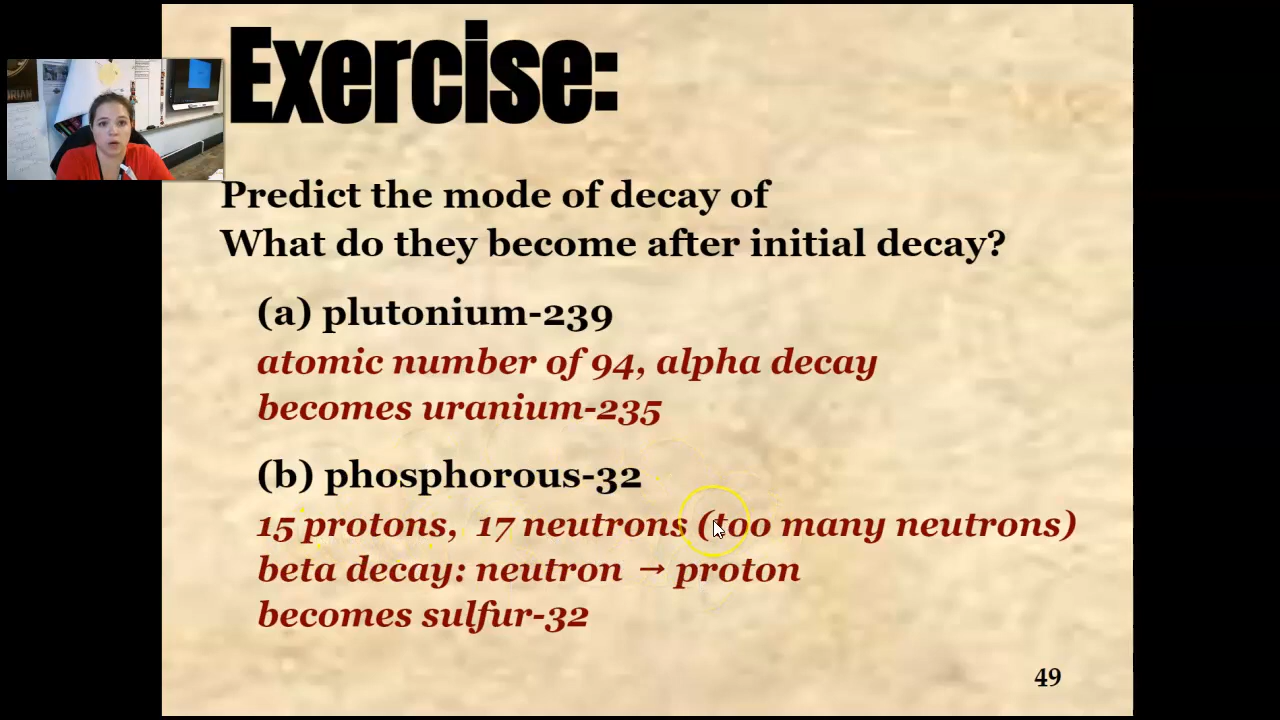 Exercise:
Predict the mode of decay of
What do they become after initial decay?
(a) plutonium-239
atomic number of 94, alpha decay
becomes uranium-235
(b) phosphorous-32
15 protons, 17 neutrons (too many neutrons)
beta decay: neutron → proton
becomes sulfur-32
49